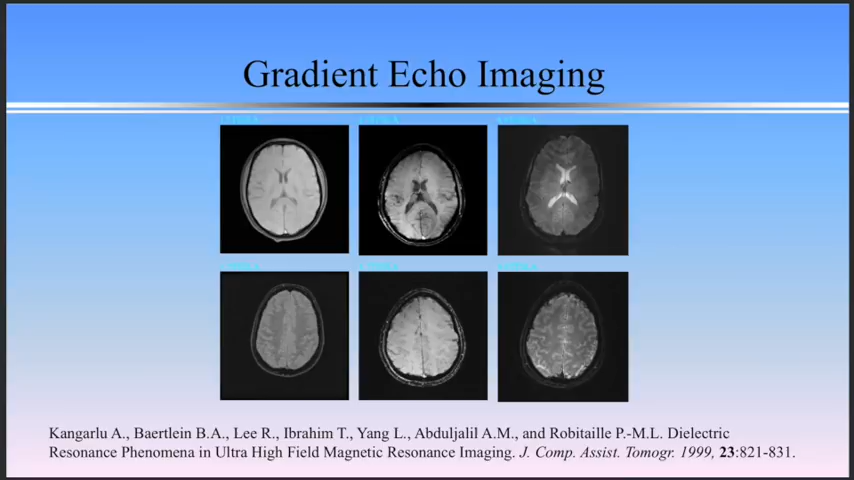 Gradient Echo Imaging
Kangarlu A., Baertlein B.A., Lee R., Ibrahim T., Yang L., Abduljalil A.M., and Robitaille P.-M.L. Dielectric
Resonance Phenomena in Ultra High Field Magnetic Resonance Imaging. J. Comp. Assist. Tomogr. 1999, 23:821-831.